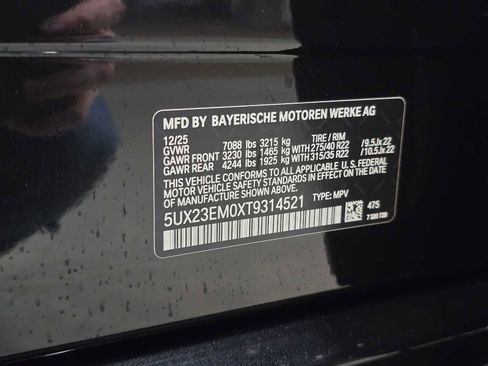 MFD BY BAYERISCHE MOTOREN WERKE AG
12/25 TIRE / RIM
GVWR 7088 lbs 3215 kg
GAWR FRONT 3230 lbs 1465 kg WITH 275/40 R22 /9.5Jx22
GAWR REAR 4244 lbs 1925 kg WITH 315/35 R22 /10.5Jx22
THIS VEHICLE CONFORMS TO ALL APPLICABLE U. S. FEDERAL
MOTOR VEHICLE SAFETY STANDARDS IN EFFECT ON THE
DATE OF MANUFACTURE SHOWN ABOVE.
5UX23EM0XT9314521 TYPE: MPV
475